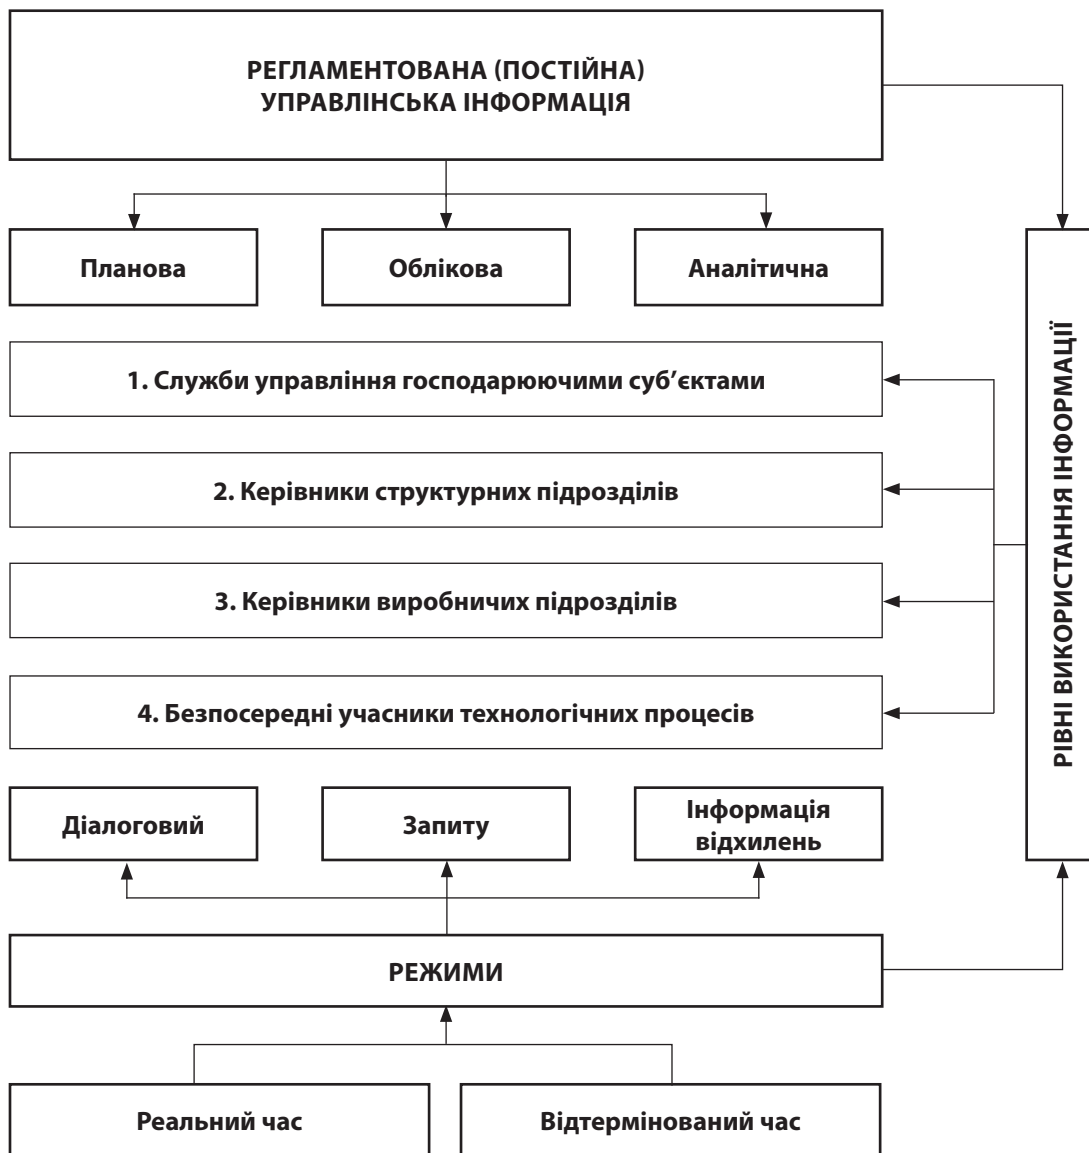 РЕГЛАМЕНТОВАНА (ПОСТІЙНА)
УПРАВЛІНСЬКА ІНФОРМАЦІЯ
Планова
Облікова
Аналітична
1. Служби управління господарюючими суб’єктами
2. Керівники структурних підрозділів
3. Керівники виробничих підрозділів
4. Безпосередні учасники технологічних процесів
РІВНІ ВИКОРИСТАННЯ ІНФОРМАЦІЇ
Діалоговий
Запиту
Інформація
відхилень
РЕЖИМИ
Реальний час
Відтермінований час